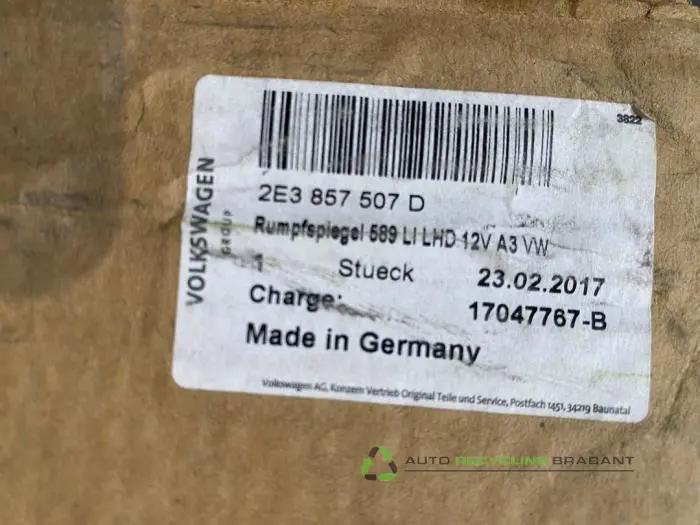 3822
VOLKSWAGEN
GROUP
2E3 857 507 D
Rumpfspiegel 589 LI LHD 12V A3 VW
1 Stueck 23.02.2017
Charge: 17047767-B
Made in Germany
Volkswagen AG, Konzern Vertrieb Original Teile und Service, Postfach 1451, 34219 Baunatal
AUTO RECYCLING BRABANT